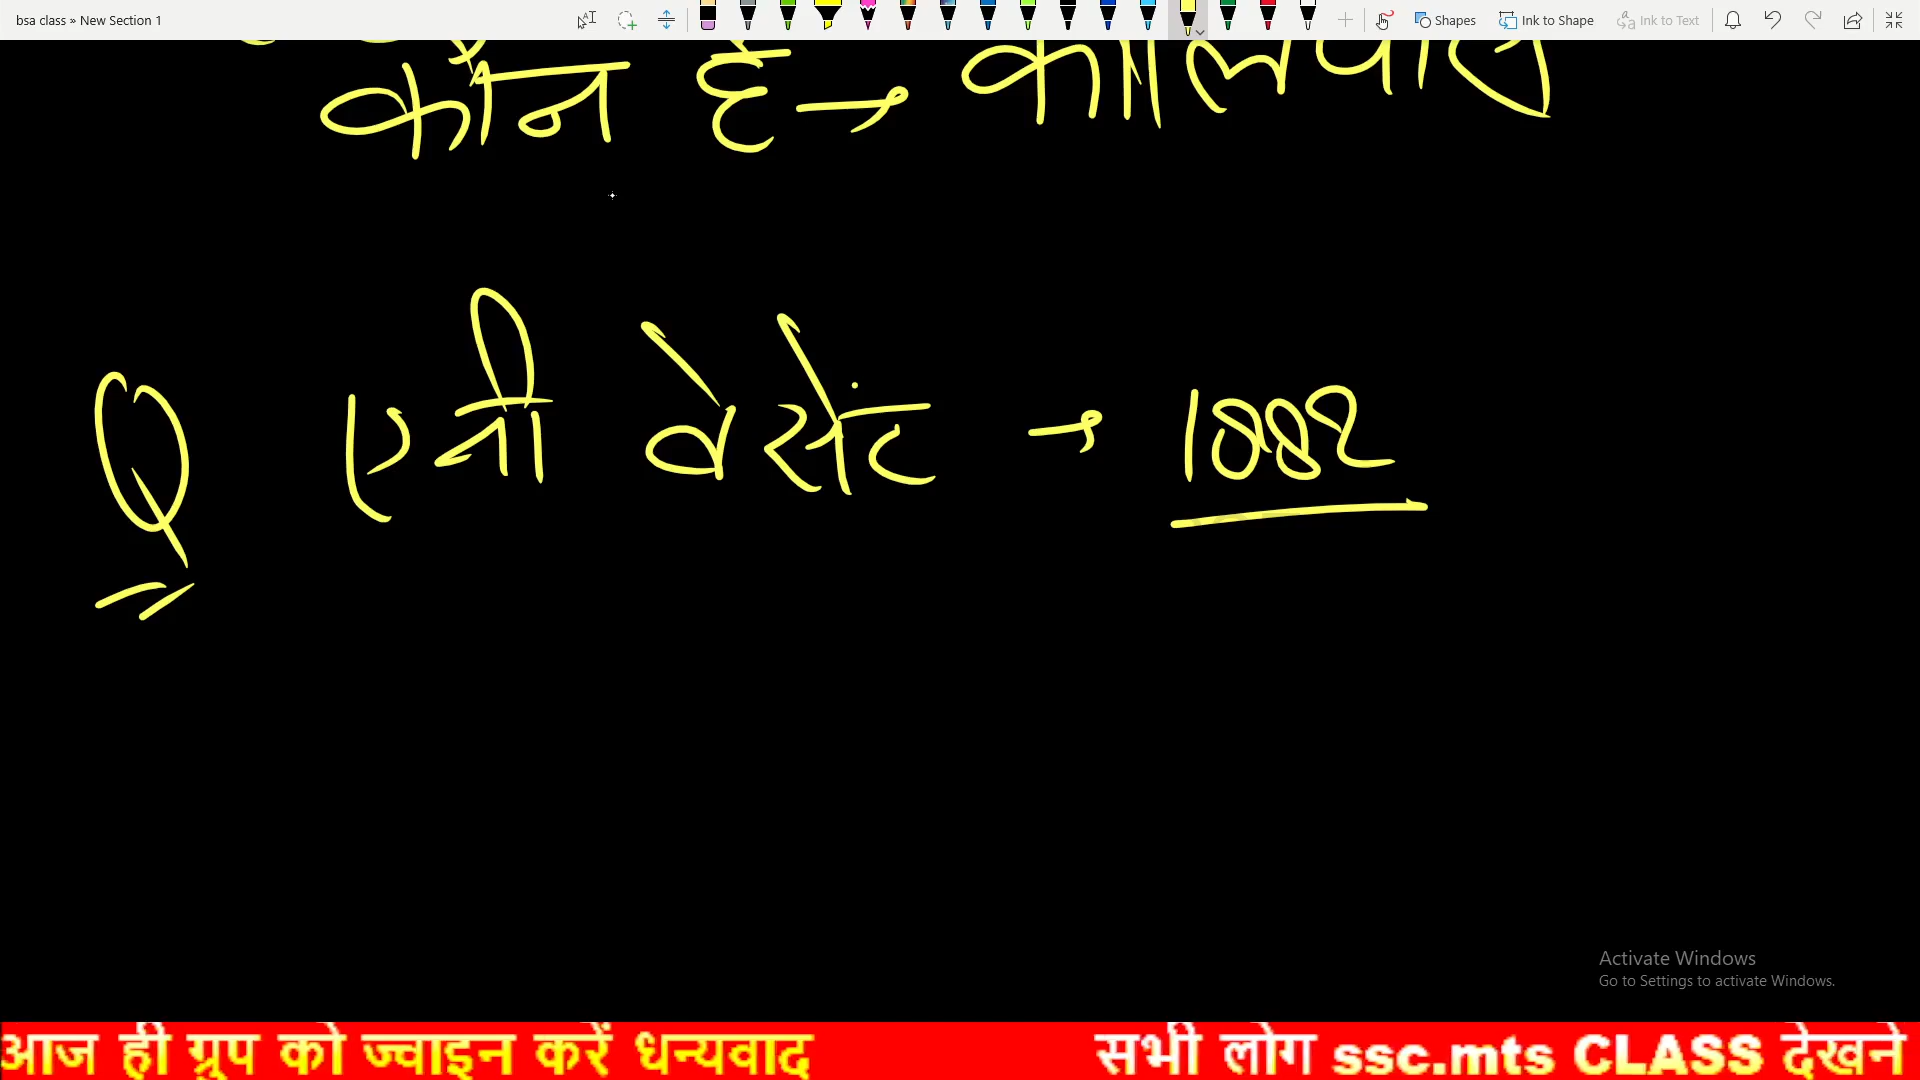 bsa class » New Section 1
Shapes Ink to Shape Ink to Text
कौन है →
Q एनी बेसेंट → 1882
Activate Windows
Go to Settings to activate Windows.
आज ही ग्रुप को ज्वाइन करें धन्यवाद सभी लोग ssc.mts CLASS देखने